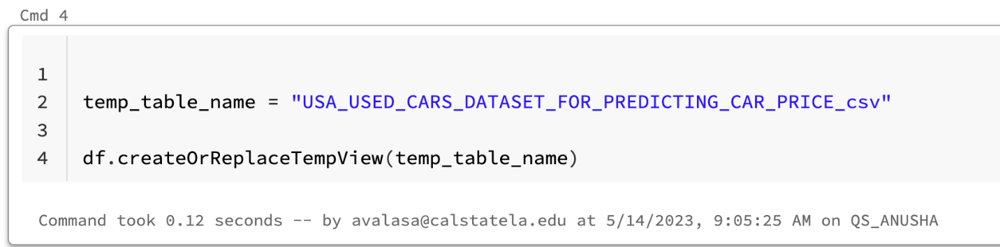 Cmd 4
1
2 temp_table_name = "USA_USED_CARS_DATASET_FOR_PREDICTING_CAR_PRICE_csv"
3
4 df.createOrReplaceTempView(temp_table_name)
Command took 0.12 seconds -- by avalasa@calstatela.edu at 5/14/2023, 9:05:25 AM on QS_ANUSHA